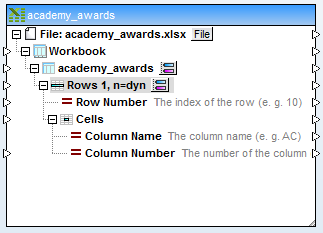 academy_awards
File: academy_awards.xlsx File
Workbook
academy_awards
Rows 1, n=dyn
Row Number The index of the row (e. g. 10)
Cells
Column Name The column name (e. g. AC)
Column Number The number of the column